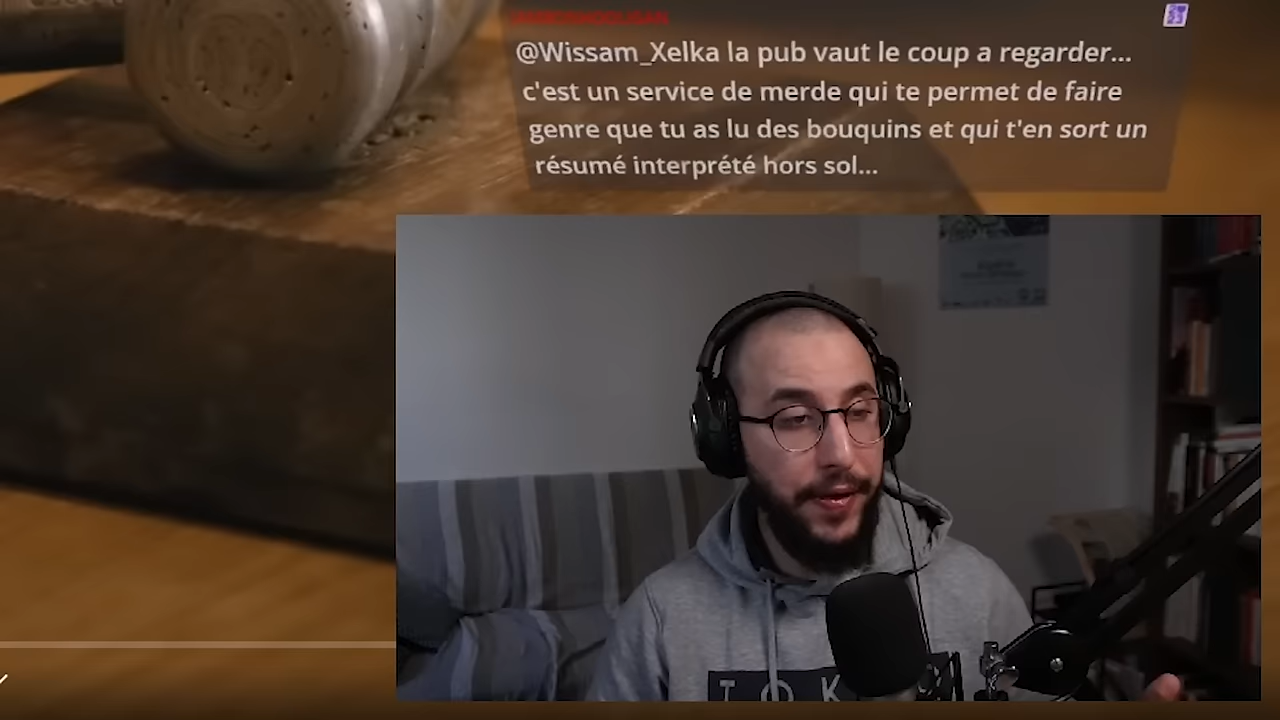 @Wissam_Xelka la pub vaut le coup a regarder...
c'est un service de merde qui te permet de faire
genre que tu as lu des bouquins et qui t'en sort un
résumé interprété hors sol...
T O K